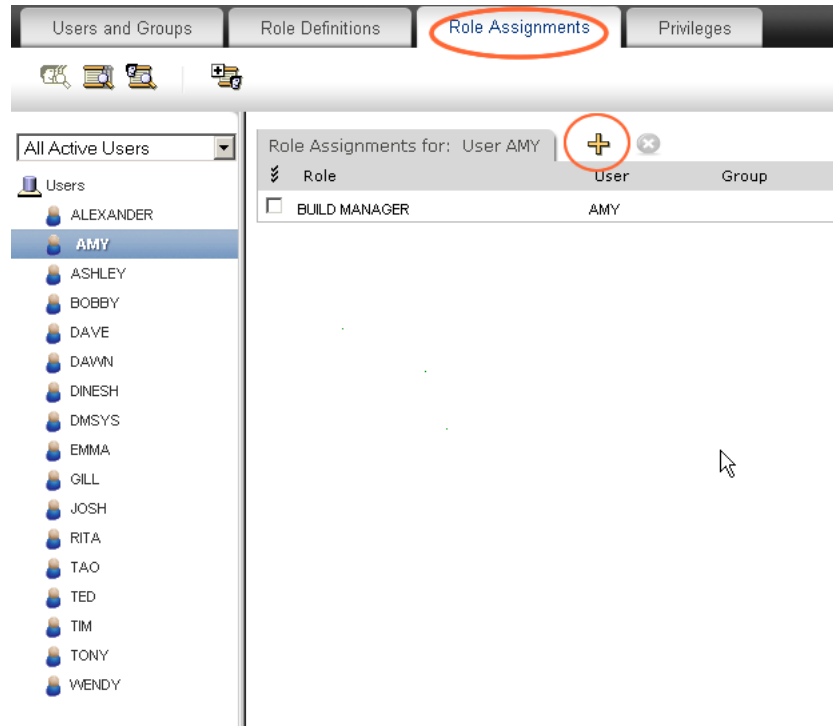 Users and Groups Role Definitions Role Assignments Privileges
All Active Users
Users
ALEXANDER
AMY
ASHLEY
BOBBY
DAVE
DAWN
DINESH
DMSYS
EMMA
GILL
JOSH
RITA
TAO
TED
TIM
TONY
WENDY
Role Assignments for: User AMY
Role User Group
BUILD MANAGER AMY